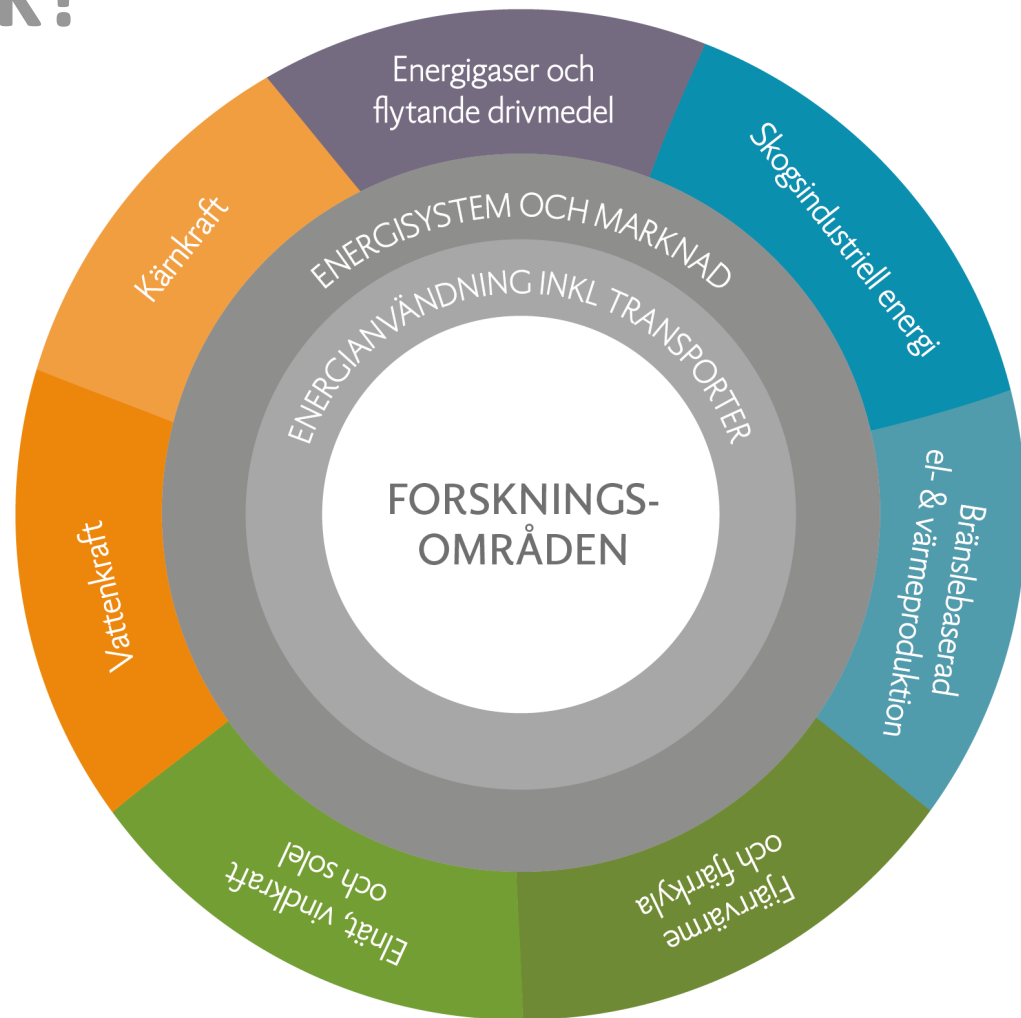 Energigaser och
flytande drivmedel
Skogsindustriell energi
Bränslebaserad
el- & värmeproduktion
Fjärrvärme
och fjärrkyla
Elnät, vindkraft
och solel
Vattenkraft
Kärnkraft
ENERGISYSTEM OCH MARKNAD
ENERGIANVÄNDNING INKL TRANSPORTER
FORSKNINGS-
OMRÅDEN